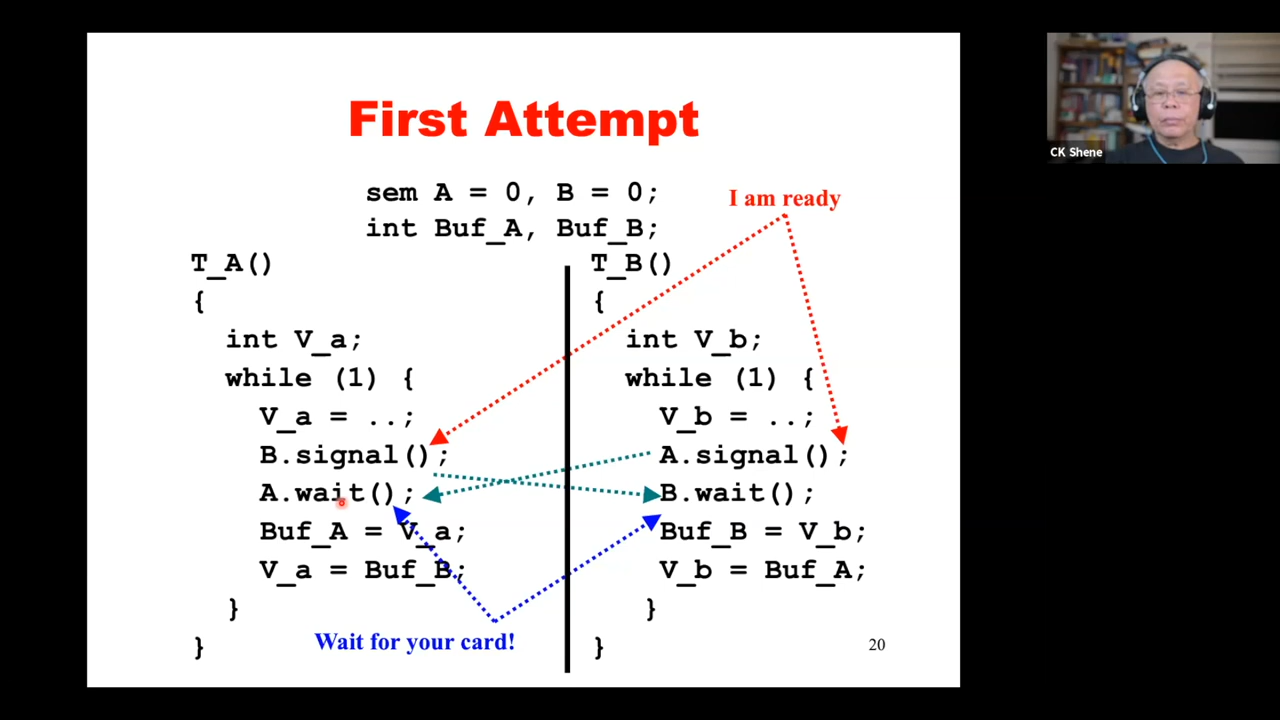 First Attempt
sem A = 0, B = 0;
int Buf_A, Buf_B;
I am ready
T_A()
{
int V_a;
while (1) {
V_a = ..;
B.signal();
A.wait();
Buf_A = V_a;
V_a = Buf_B;
}
}
T_B()
{
int V_b;
while (1) {
V_b = ..;
A.signal();
B.wait();
Buf_B = V_b;
V_b = Buf_A;
}
}
Wait for your card!
20
CK Shene